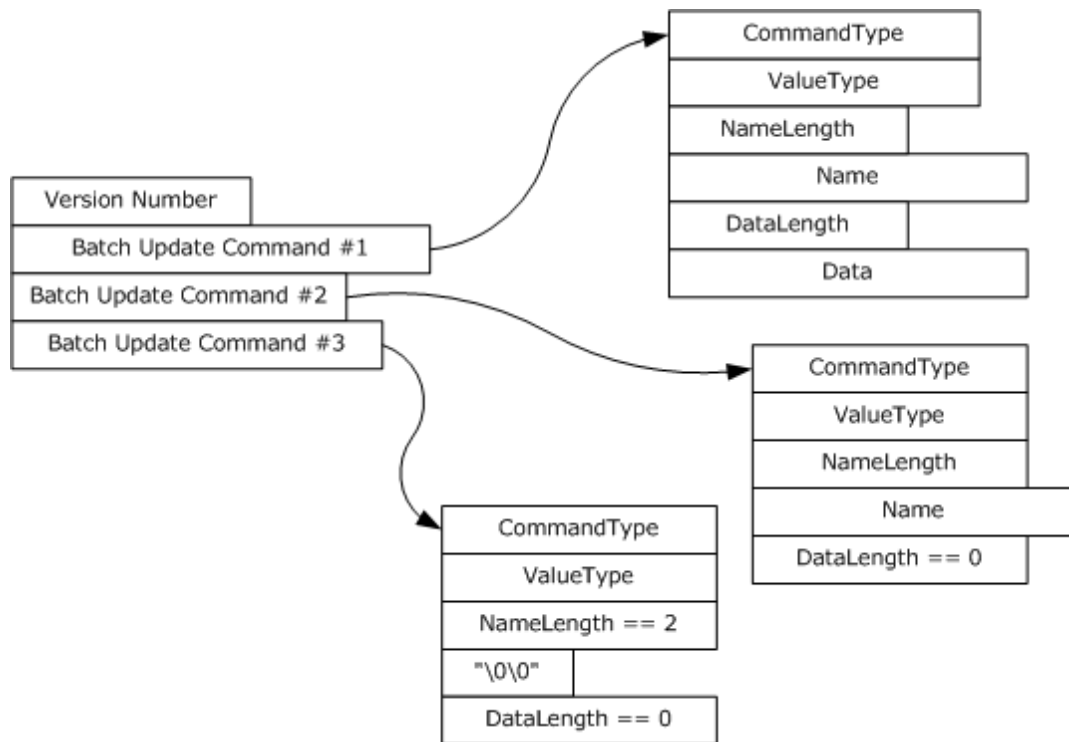 Version Number
Batch Update Command #1
Batch Update Command #2
Batch Update Command #3
CommandType
ValueType
NameLength
Name
DataLength
Data
CommandType
ValueType
NameLength
Name
DataLength == 0
CommandType
ValueType
NameLength == 2
"\0\0"
DataLength == 0